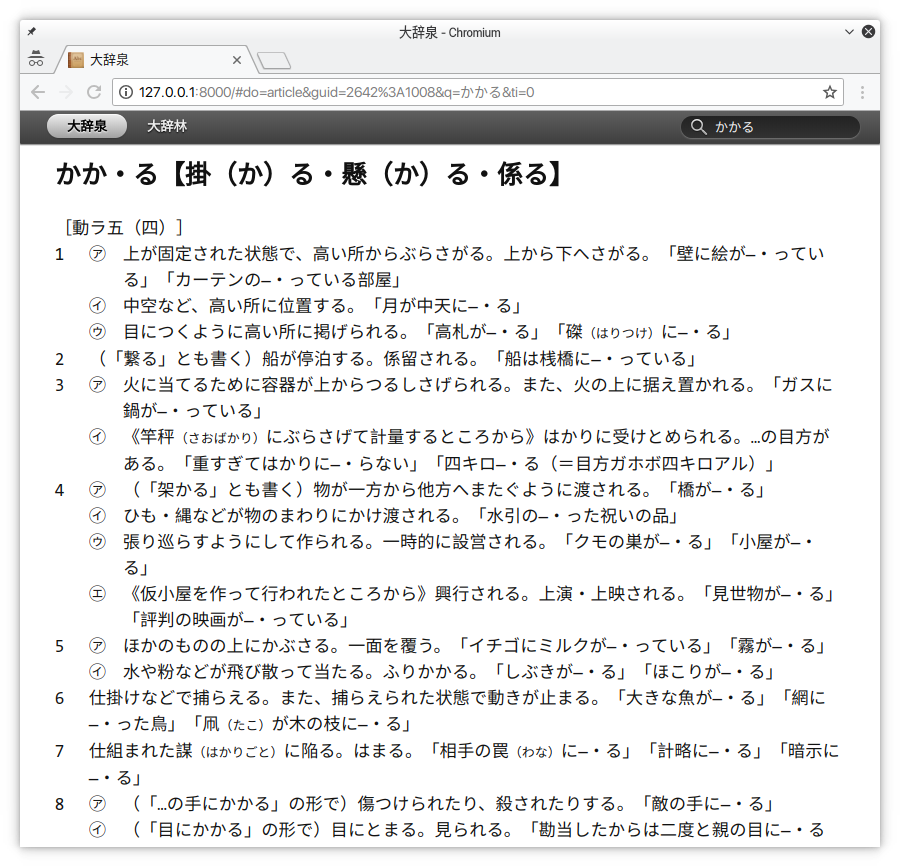 大辞泉 - Chromium
大辞泉
127.0.0.1:8000/#do=article&guid=2642%3A1008&q=かかる&ti=0
大辞泉 大辞林 かかる
かか・る【掛（か）る・懸（か）る・係る】
［動ラ五（四）］
1 ㋐ 上が固定された状態で、高い所からぶらさがる。上から下へさがる。「壁に絵が―・ってい
る」「カーテンの―・っている部屋」
㋑ 中空など、高い所に位置する。「月が中天に―・る」
㋒ 目につくように高い所に掲げられる。「高札が―・る」「磔（はりつけ）に―・る」
2 （「繫る」とも書く）船が停泊する。係留される。「船は桟橋に―・っている」
3 ㋐ 火に当てるために容器が上からつるしさげられる。また、火の上に据え置かれる。「ガスに
鍋が―・っている」
㋑ 《竿秤（さおばかり）にぶらさげて計量するところから》はかりに受けとめられる。…の目方が
ある。「重すぎてはかりに―・らない」「四キロ―・る（＝目方ガホボ四キロアル）」
4 ㋐ （「架かる」とも書く）物が一方から他方へまたぐように渡される。「橋が―・る」
㋑ ひも・縄などが物のまわりにかけ渡される。「水引の―・った祝いの品」
㋒ 張り巡らすようにして作られる。一時的に設営される。「クモの巣が―・る」「小屋が―・
る」
㋓ 《仮小屋を作って行われたところから》興行される。上演・上映される。「見世物が―・る」
「評判の映画が―・っている」
5 ㋐ ほかのものの上にかぶさる。一面を覆う。「イチゴにミルクが―・っている」「霧が―・る」
㋑ 水や粉などが飛び散って当たる。ふりかかる。「しぶきが―・る」「ほこりが―・る」
6 仕掛けなどで捕らえる。また、捕らえられた状態で動きが止まる。「大きな魚が―・る」「網に
―・った鳥」「凧（たこ）が木の枝に―・る」
7 仕組まれた謀（はかりごと）に陥る。はまる。「相手の罠（わな）に―・る」「計略に―・る」「暗示に
―・る」
8 ㋐ （「…の手にかかる」の形で）傷つけられたり、殺されたりする。「敵の手に―・る」
㋑ （「目にかかる」の形で）目にとまる。見られる。「勘当したからは二度と親の目に―・る